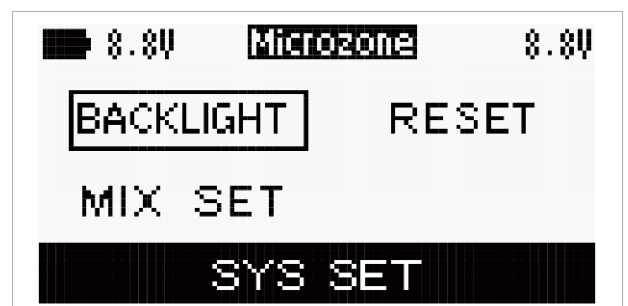 8.8V Microzone 8.8V
BACKLIGHT RESET
MIX SET
SYS SET